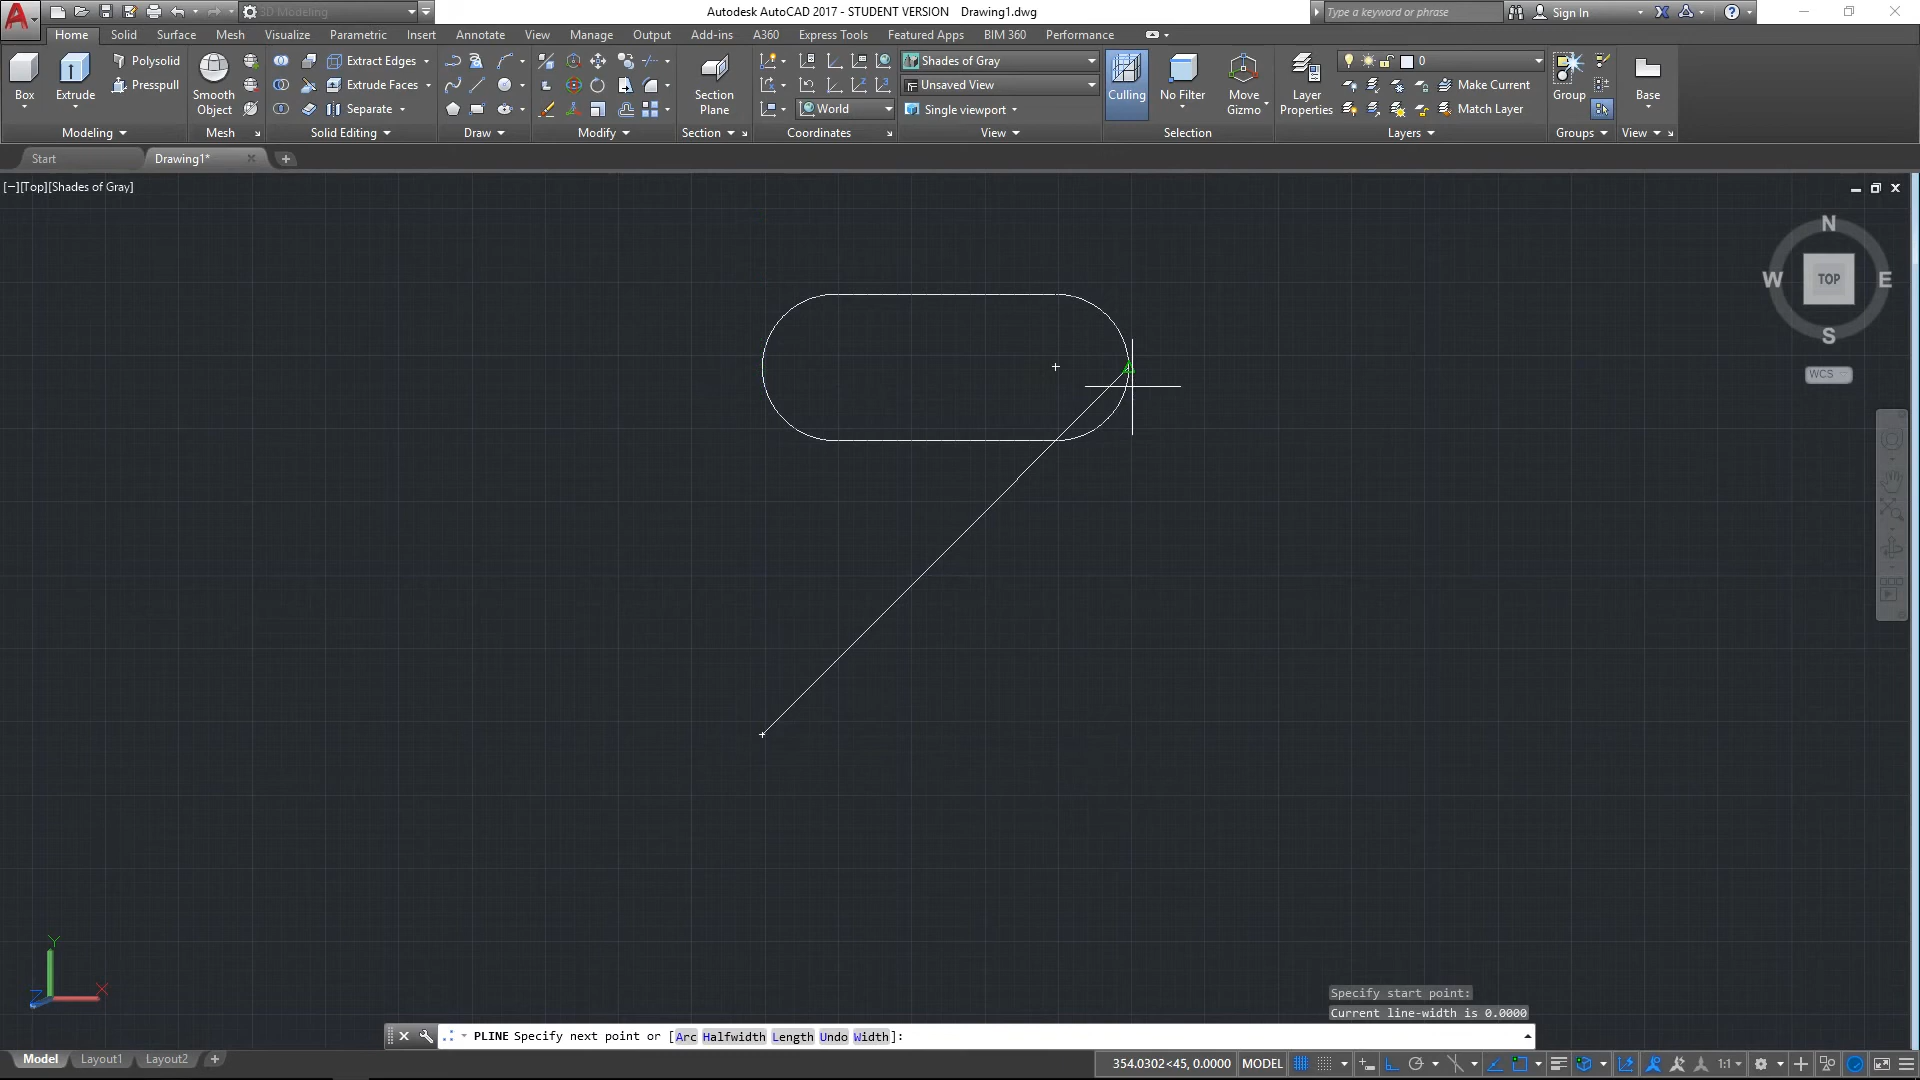 3D Modeling Autodesk AutoCAD 2017 - STUDENT VERSION Drawing1.dwg Type a keyword or phrase Sign In
Home Solid Surface Mesh Visualize Parametric Insert Annotate View Manage Output Add-ins A360 Express Tools Featured Apps BIM 360 Performance
Polysolid Extract Edges Shades of Gray 0
Presspull Extrude Faces Unsaved View Make Current
Box Extrude Smooth Object Separate Section Plane World Single viewport Culling No Filter Move Gizmo Layer Properties Match Layer Group Base
Modeling Mesh Solid Editing Draw Modify Section Coordinates View Selection Layers Groups View
Start Drawing1*
[−][Top][Shades of Gray]
N
W TOP E
S
WCS
Y
Z X
Specify start point:
Current line-width is 0.0000
PLINE Specify next point or [Arc Halfwidth Length Undo Width]:
Model Layout1 Layout2
354.0302<45, 0.0000 MODEL 1:1